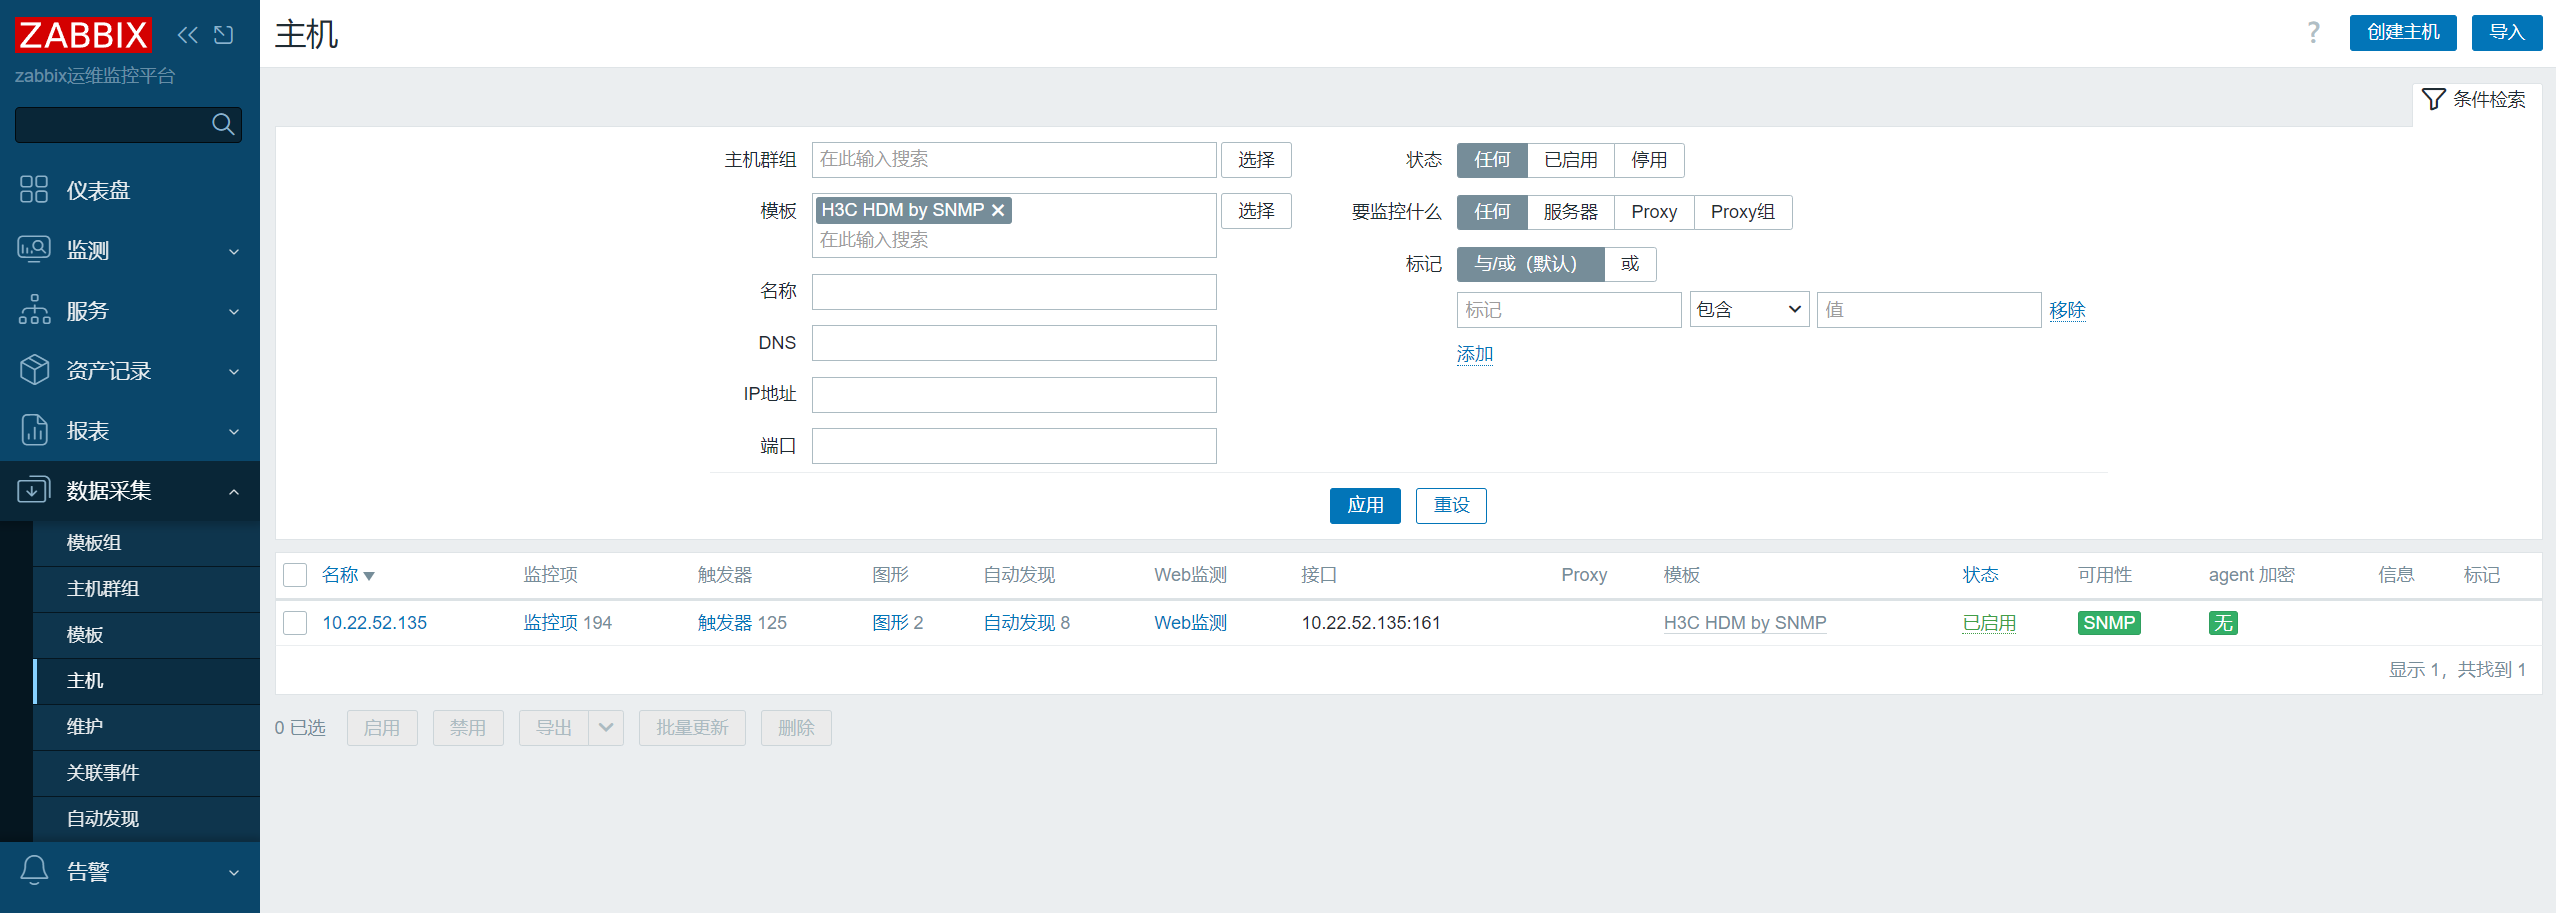 ZABBIX
zabbix运维监控平台
仪表盘
监测
服务
资产记录
报表
数据采集
模板组
主机群组
模板
主机
维护
关联事件
自动发现
告警
主机
?
创建主机
导入
条件检索
主机群组 在此输入搜索 选择
模板 H3C HDM by SNMP 选择
在此输入搜索
名称
DNS
IP地址
端口
状态 任何 已启用 停用
要监控什么 任何 服务器 Proxy Proxy组
标记 与/或（默认） 或
标记 包含 值 移除
添加
应用 重设
名称 监控项 触发器 图形 自动发现 Web监测 接口 Proxy 模板 状态 可用性 agent 加密 信息 标记
10.22.52.135 监控项 194 触发器 125 图形 2 自动发现 8 Web监测 10.22.52.135:161 H3C HDM by SNMP 已启用 SNMP 无
显示 1，共找到 1
0 已选 启用 禁用 导出 批量更新 删除